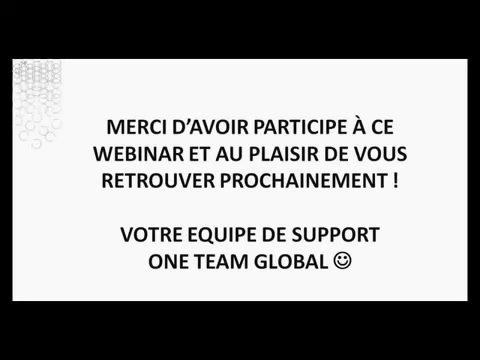 MERCI D’AVOIR PARTICIPE À CE
WEBINAR ET AU PLAISIR DE VOUS
RETROUVER PROCHAINEMENT !
VOTRE EQUIPE DE SUPPORT
ONE TEAM GLOBAL ☺